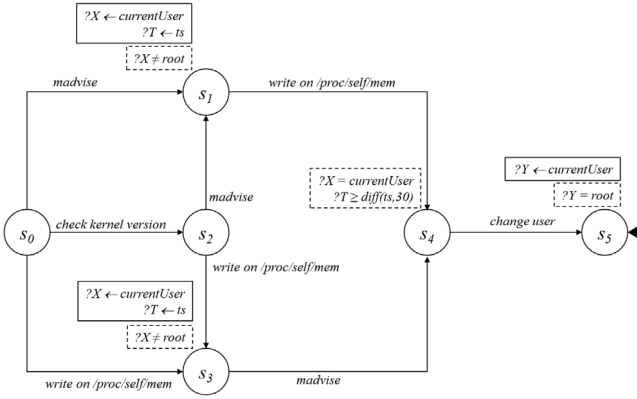 ?X ← currentUser
?T ← ts
?X ≠ root
madvise
s1
write on /proc/self/mem
?X = currentUser
?T ≥ diff(ts,30)
?Y ← currentUser
?Y = root
madvise
s0
check kernel version
s2
s4
change user
s5
write on /proc/self/mem
?X ← currentUser
?T ← ts
?X ≠ root
s3
write on /proc/self/mem
madvise